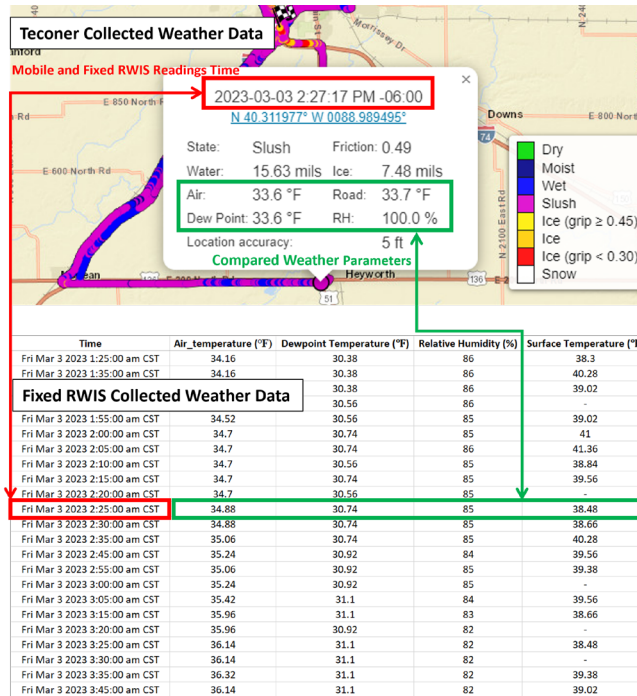 Teconer Collected Weather Data
Morrissey Dr
N 240
anford
Mobile and Fixed RWIS Readings Time
2023-03-03 2:27:17 PM -06:00
N 40.311977° W 0088.989495°
Rd
E 850 North
Downs
E 800 Nort
74
State: Slush Friction: 0.49
Water: 15.63 mils Ice: 7.48 mils
E 600 North Rd
Air: 33.6 °F Road: 33.7 °F
Dew Point: 33.6 °F RH: 100.0 %
Location accuracy: 5 ft
Compared Weather Parameters
N 2100 East Rd
Dry
Moist
Wet
Slush
Ice (grip ≥ 0.45)
Ice
Ice (grip < 0.30)
Snow
Heyworth
136
51
Time Air_temperature (°F) Dewpoint Temperature (°F) Relative Humidity (%) Surface Temperature (°F
Fri Mar 3 2023 1:25:00 am CST 34.16 30.38 86 38.3
Fri Mar 3 2023 1:35:00 am CST 34.16 30.38 86 40.28
30.38 86 39.02
Fixed RWIS Collected Weather Data
30.56 86 -
Fri Mar 3 2023 1:55:00 am CST 34.52 30.56 85 39.02
Fri Mar 3 2023 2:00:00 am CST 34.7 30.74 85 41
Fri Mar 3 2023 2:05:00 am CST 34.7 30.74 86 41.36
Fri Mar 3 2023 2:10:00 am CST 34.7 30.56 85 38.84
Fri Mar 3 2023 2:15:00 am CST 34.7 30.74 85 39.56
Fri Mar 3 2023 2:20:00 am CST 34.7 30.56 85 -
Fri Mar 3 2023 2:25:00 am CST 34.88 30.74 85 38.48
Fri Mar 3 2023 2:30:00 am CST 34.88 30.74 85 38.66
Fri Mar 3 2023 2:35:00 am CST 35.06 30.74 85 40.28
Fri Mar 3 2023 2:45:00 am CST 35.24 30.92 84 39.56
Fri Mar 3 2023 2:55:00 am CST 35.06 30.92 85 39.38
Fri Mar 3 2023 3:00:00 am CST 35.24 30.92 85 -
Fri Mar 3 2023 3:05:00 am CST 35.42 31.1 84 39.56
Fri Mar 3 2023 3:15:00 am CST 35.96 31.1 83 38.66
Fri Mar 3 2023 3:20:00 am CST 35.96 30.92 82 -
Fri Mar 3 2023 3:25:00 am CST 36.14 31.1 82 38.48
Fri Mar 3 2023 3:30:00 am CST 36.14 31.1 82 -
Fri Mar 3 2023 3:35:00 am CST 36.32 31.1 82 39.38
Fri Mar 3 2023 3:45:00 am CST 36.14 31.1 82 39.02